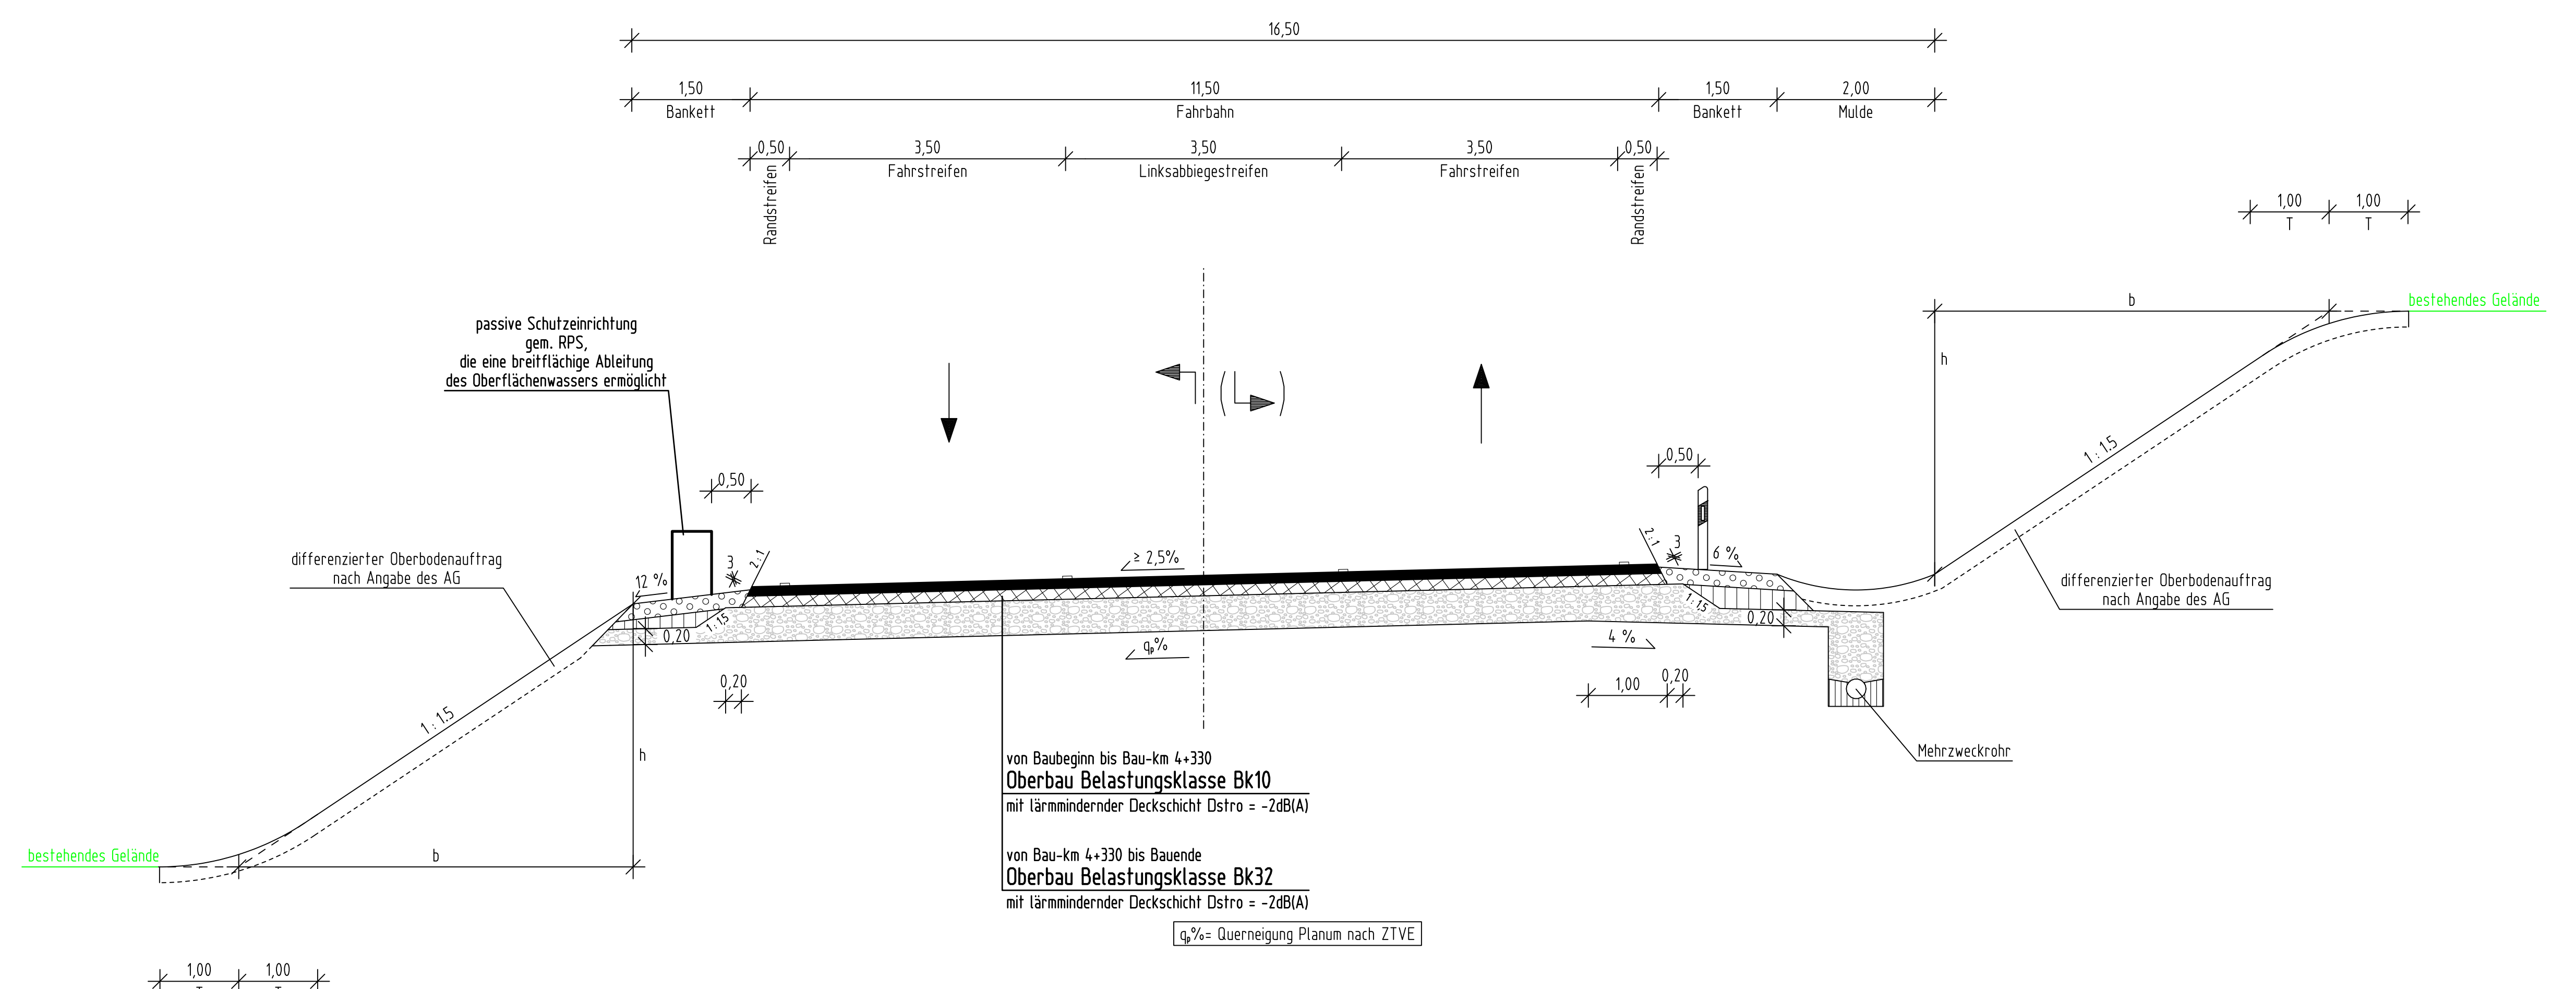 16,50
1,50
11,50
1,50
2,00
Bankett
Fahrbahn
Bankett
Mulde
0,50
3,50
3,50
3,50
0,50
Randstreifen
Fahrstreifen
Linksabbiegestreifen
Fahrstreifen
Randstreifen
1,00
1,00
T
T
b
bestehendes Gelände
h
1 : 1.5
passive Schutzeinrichtung
gem. RPS,
die eine breitflächige Ableitung
des Oberflächenwassers ermöglicht
( )
0,50
0,50
differenzierter Oberbodenauftrag
nach Angabe des AG
12 %
3
2:1
≥ 2,5%
2:1
3
6 %
differenzierter Oberbodenauftrag
nach Angabe des AG
0,20
1:1.5
qp%
4 %
1:1.5
0,20
0,20
1,00
0,20
1 : 1.5
h
Mehrzweckrohr
von Baubeginn bis Bau-km 4+330
Oberbau Belastungsklasse Bk10
mit lärmmindernder Deckschicht Dstro = -2dB(A)
von Bau-km 4+330 bis Bauende
Oberbau Belastungsklasse Bk32
mit lärmmindernder Deckschicht Dstro = -2dB(A)
bestehendes Gelände
b
qp%= Querneigung Planum nach ZTVE
1,00
1,00